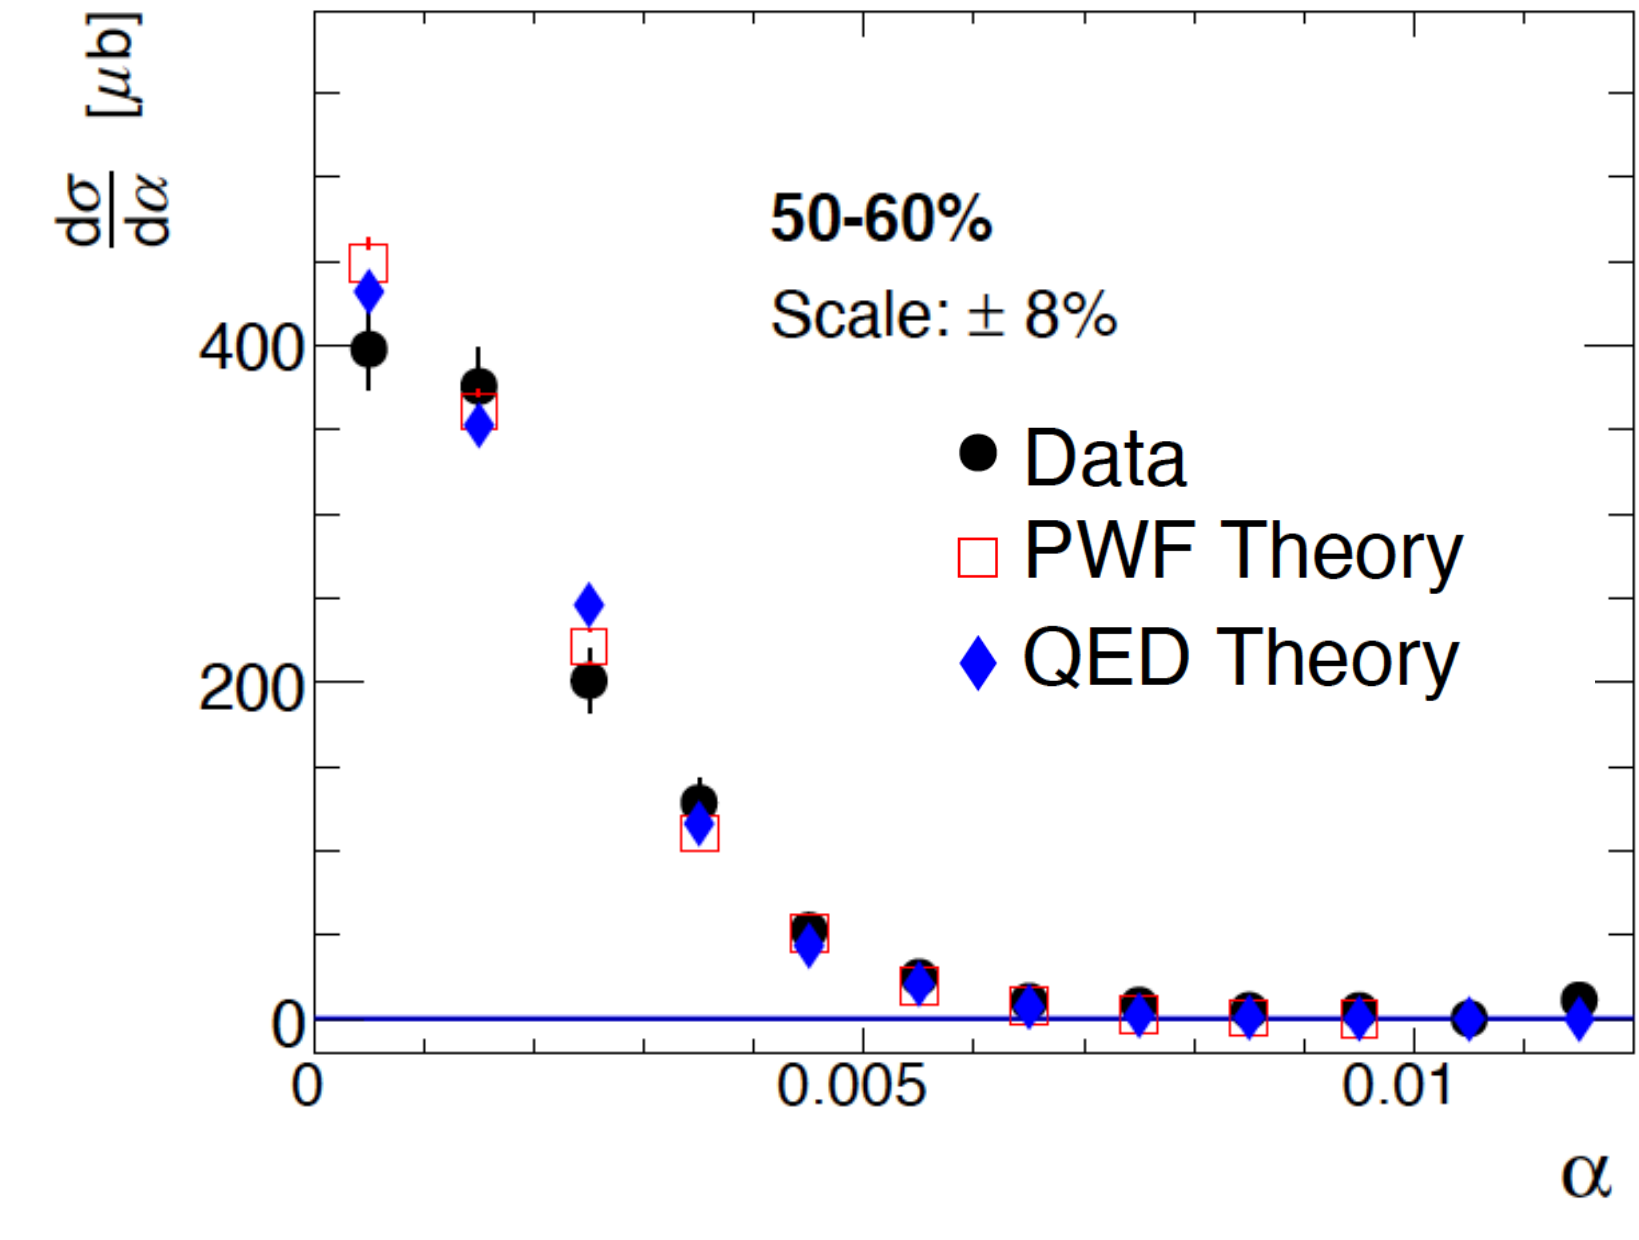 dσ/dα [μb]
50-60%
Scale: ± 8%
400
Data
PWF Theory
QED Theory
200
0
0 0.005 0.01
α